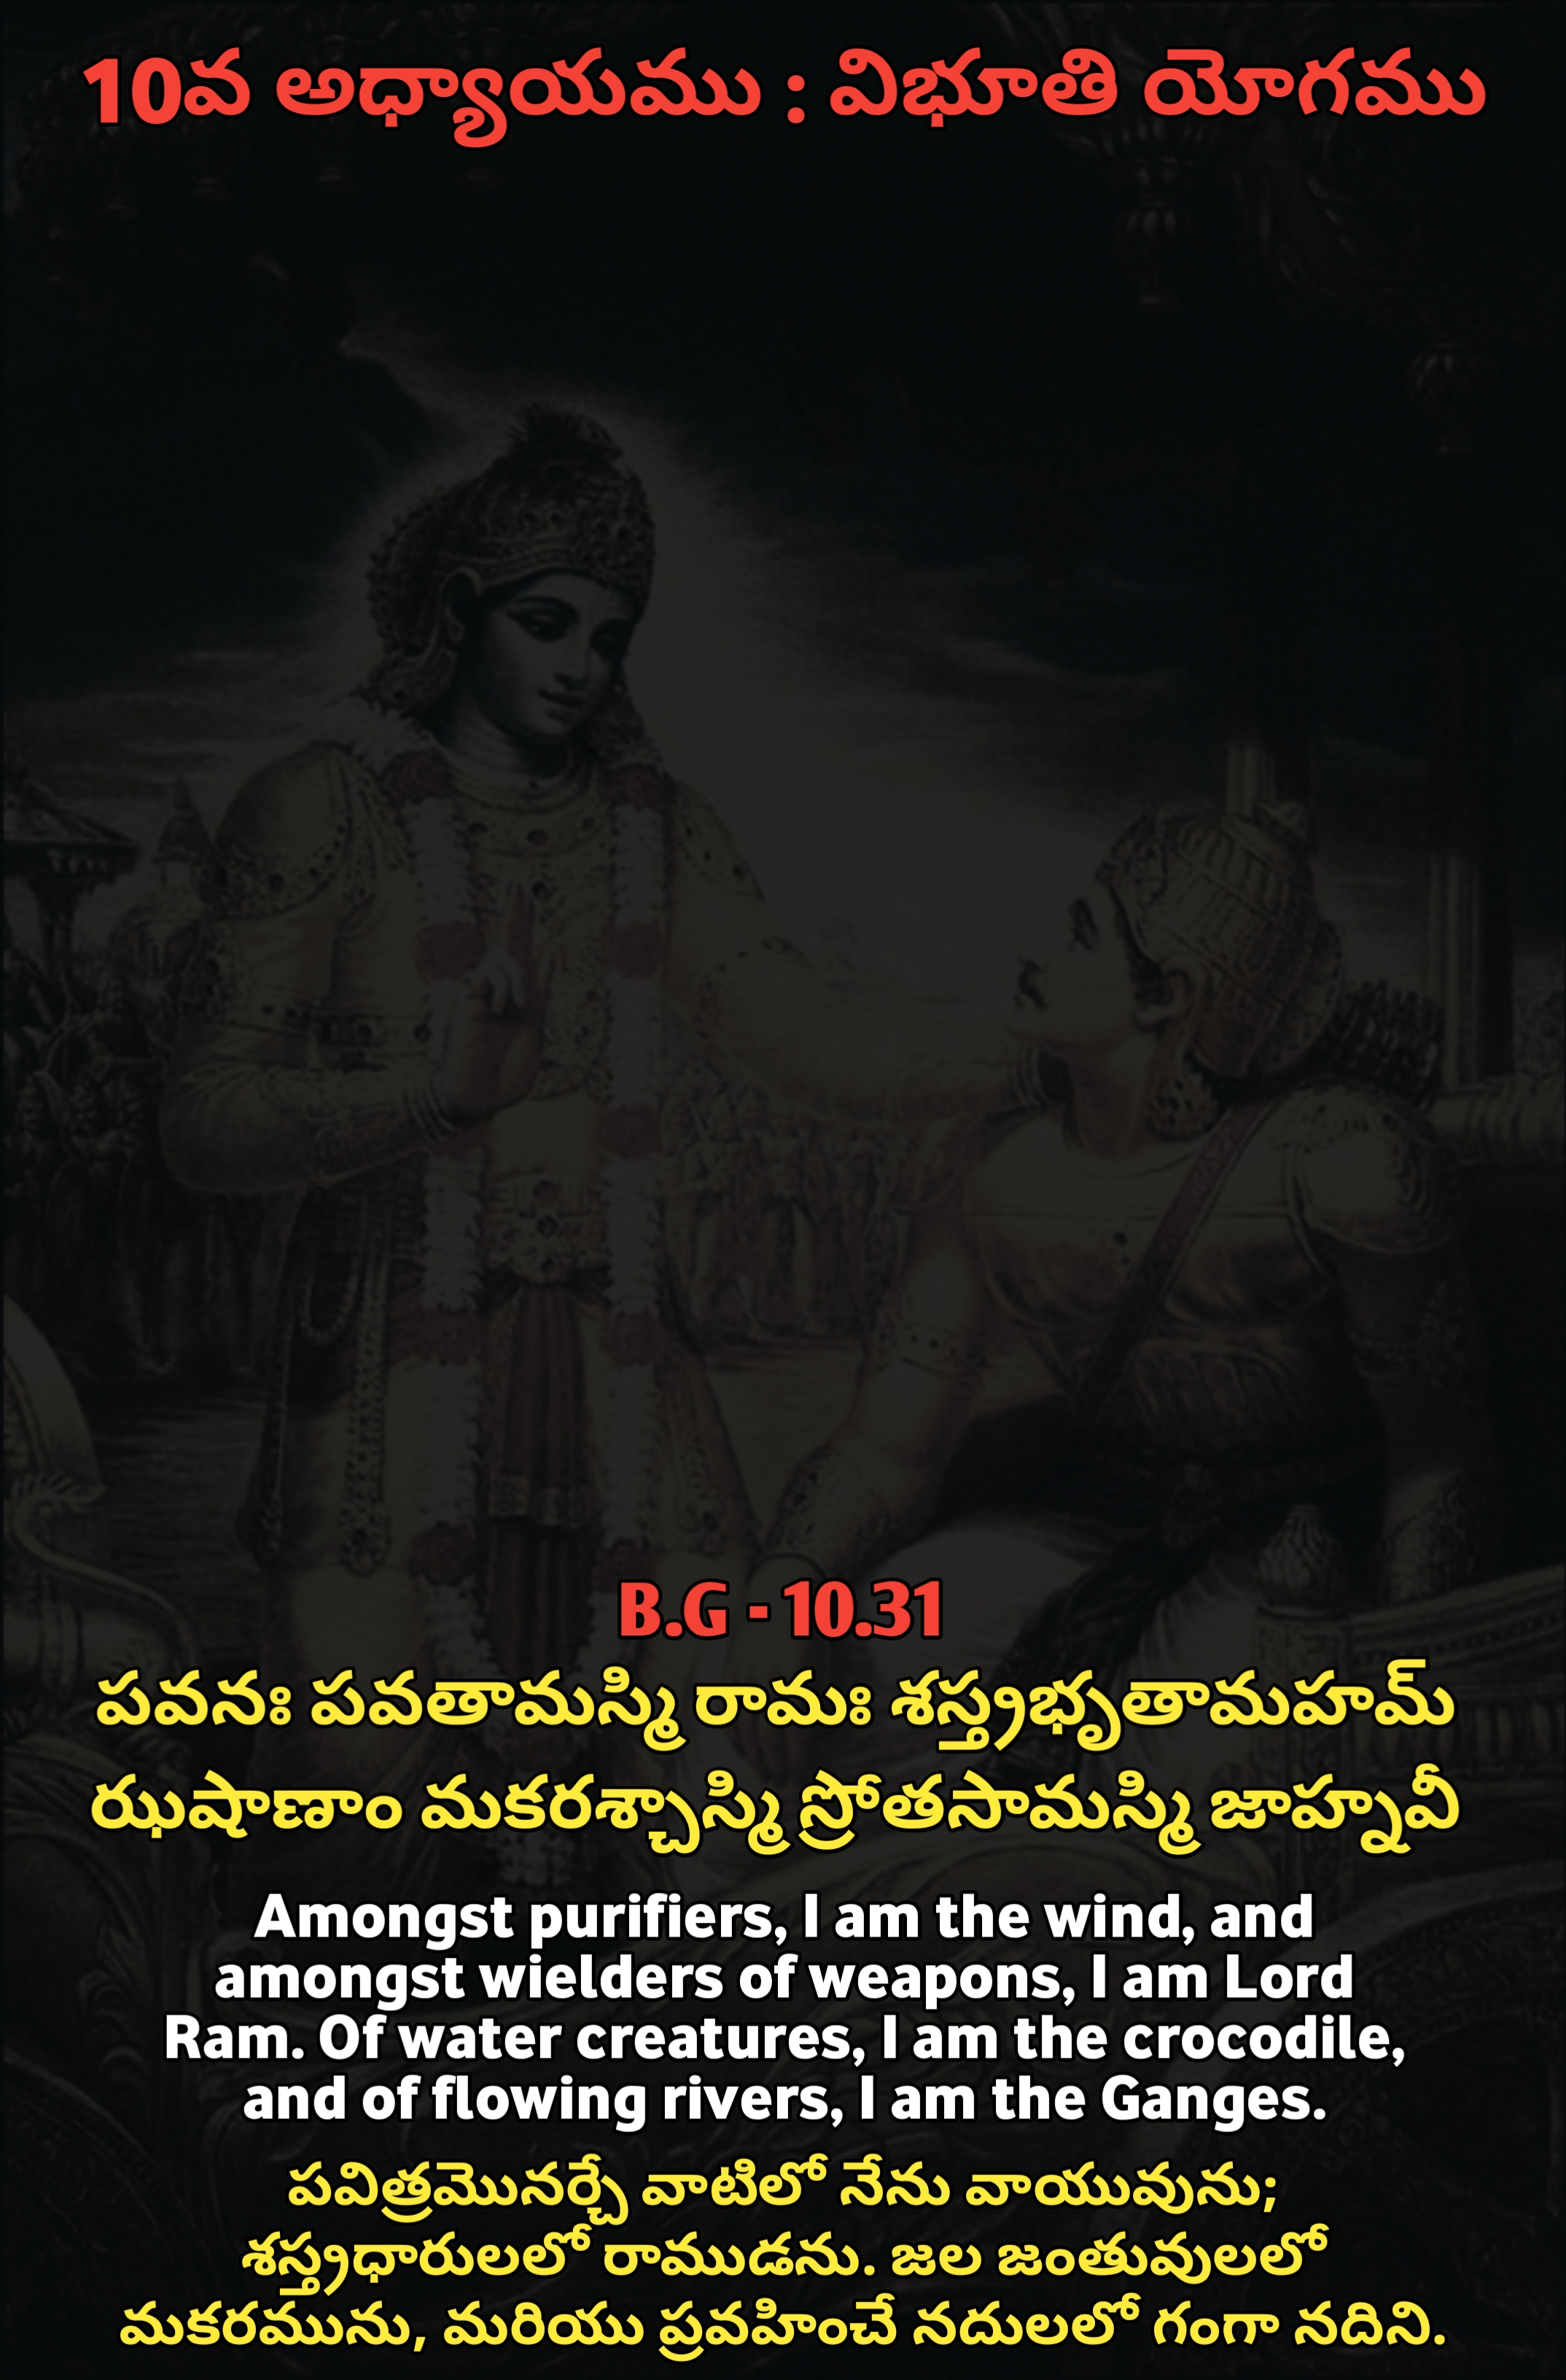 10వ అధ్యాయము : విభూతి యోగము
B.G - 10.31
పవనః పవతామస్మి రామః శస్త్రభృతామహమ్
ఝషాణాం మకరశ్చాస్మి స్రోతసామస్మి జాహ్నవీ
Amongst purifiers, I am the wind, and
amongst wielders of weapons, I am Lord
Ram. Of water creatures, I am the crocodile,
and of flowing rivers, I am the Ganges.
పవిత్రమొనర్చే వాటిలో నేను వాయువును;
శస్త్రధారులలో రాముడను. జల జంతువులలో
మకరమును, మరియు ప్రవహించే నదులలో గంగా నదిని.